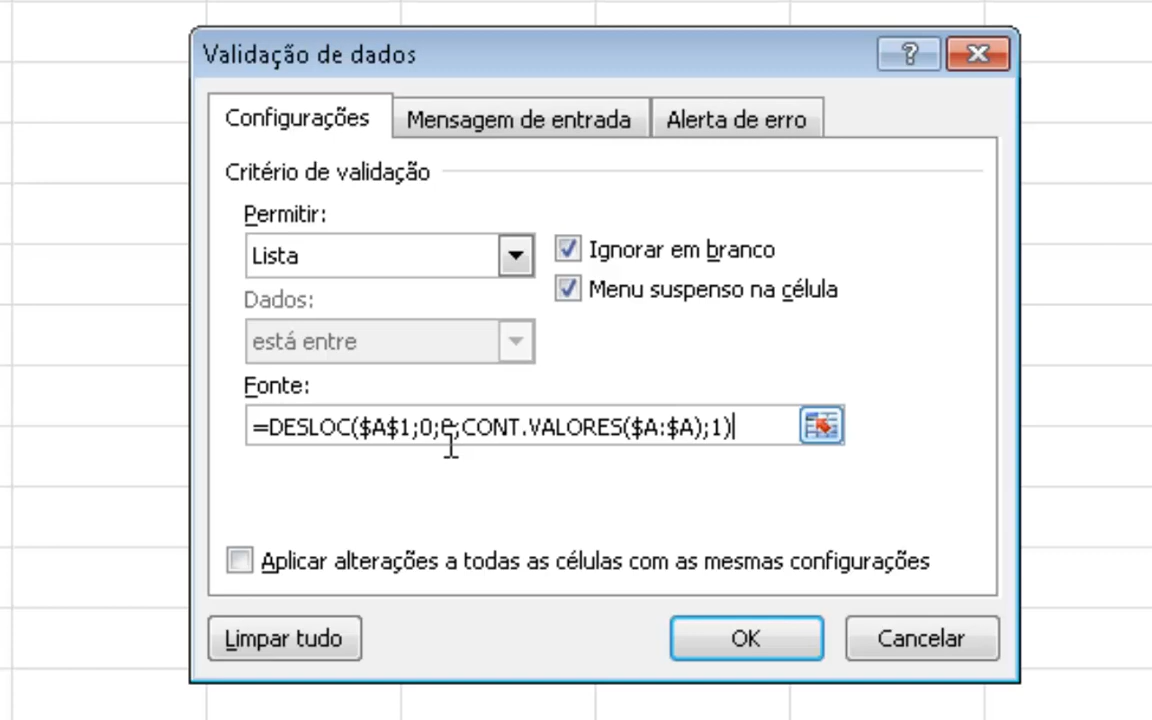 Validação de dados
Configurações
Mensagem de entrada
Alerta de erro
Critério de validação
Permitir:
Lista
Ignorar em branco
Menu suspenso na célula
Dados:
está entre
Fonte:
=DESLOC($A$1;0;0;CONT.VALORES($A:$A);1)
Aplicar alterações a todas as células com as mesmas configurações
Limpar tudo
OK
Cancelar